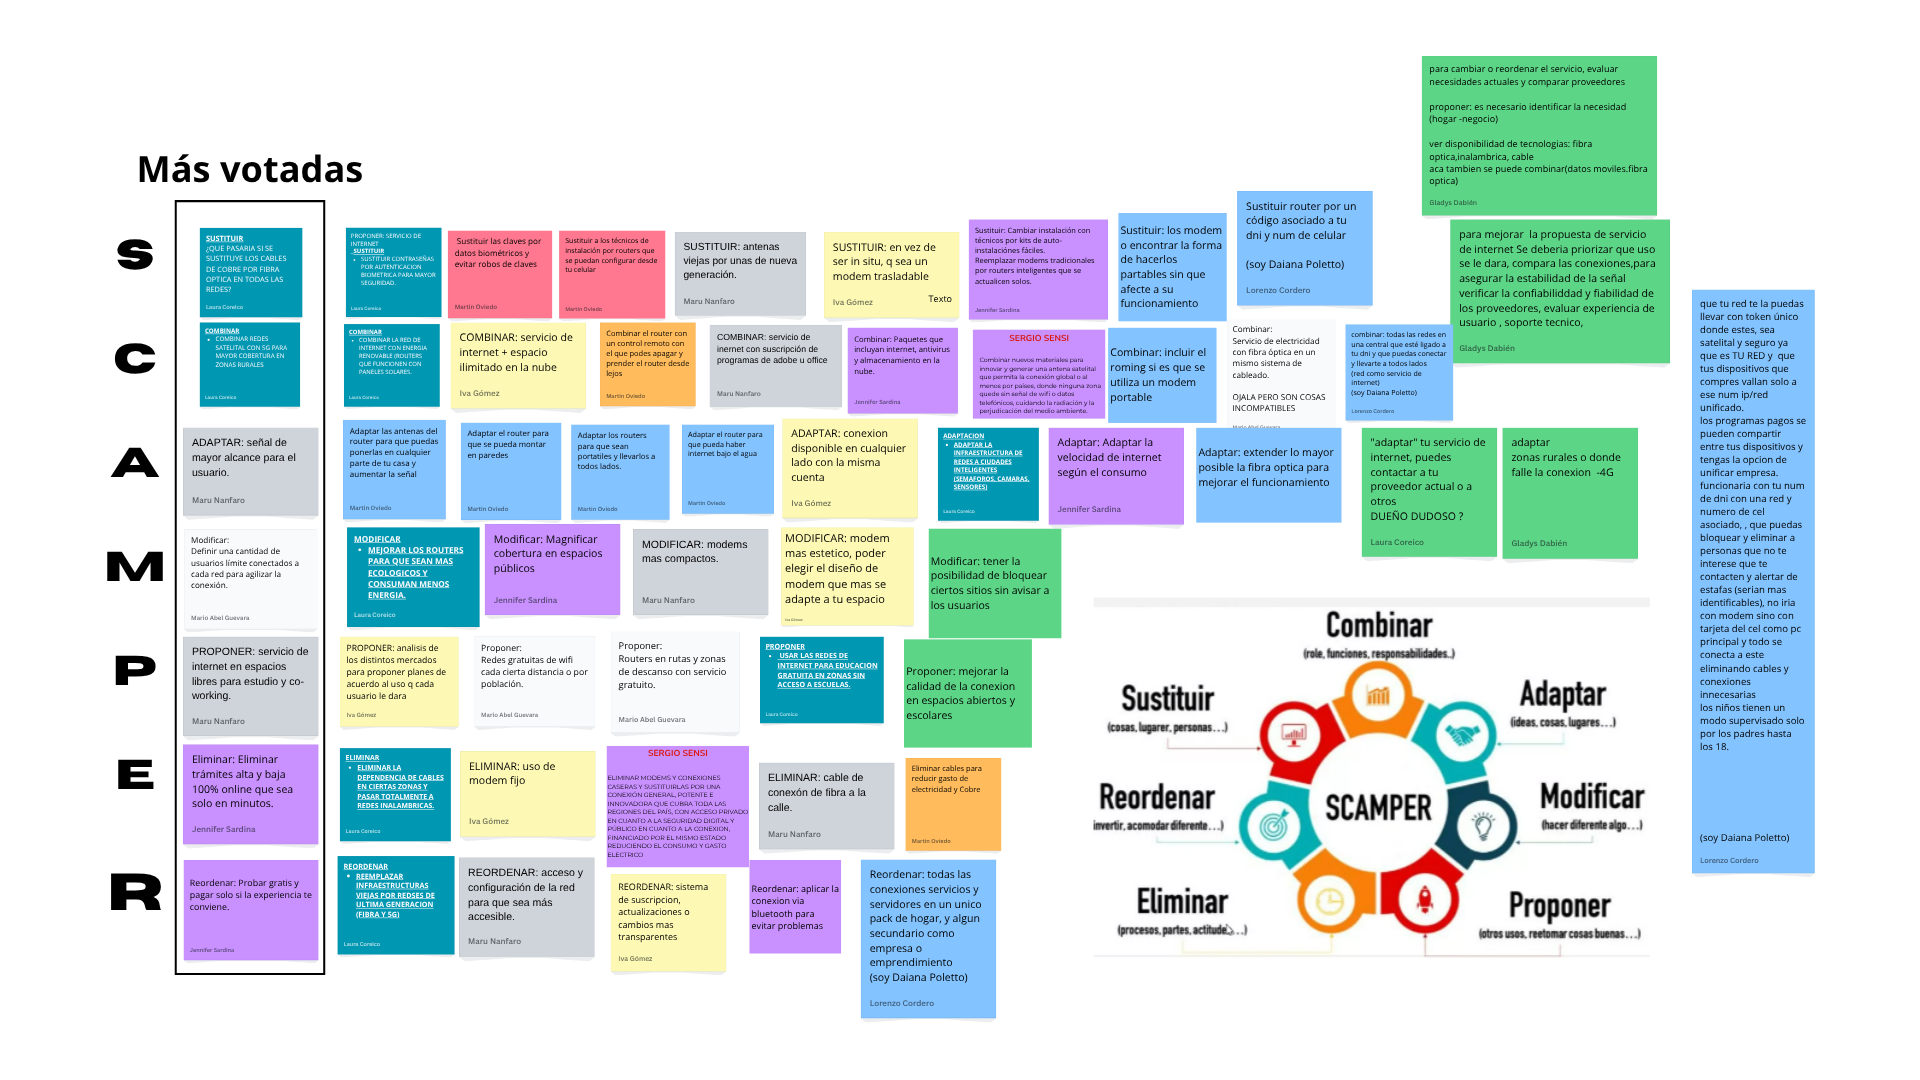 Más votadas
S
SUSTITUIR
¿QUE PASARIA SI SE
SUSTITUYE LOS CABLES
DE COBRE POR FIBRA
OPTICA EN TODAS LAS
REDES?
Laura Coreico
PROPONER: SERVICIO DE
INTERNET
SUSTITUIR
• SUSTITUIR CONTRASEÑAS
POR AUTENTICACION
BIOMETRICA PARA MAYOR
SEGURIDAD.
Laura Coreico
Sustituir las claves por
datos biométricos y
evitar robos de claves
Martín Oviedo
Sustituir a los técnicos de
instalación por routers que
se puedan configurar desde
tu celular
Martín Oviedo
SUSTITUIR: antenas
viejas por unas de nueva
generación.
Maru Nanfaro
SUSTITUIR: en vez de
ser in situ, q sea un
modem trasladable
Texto
Iva Gómez
Sustituir: Cambiar instalación con
técnicos por kits de auto-
instalaciónes fáciles.
Reemplazar modems tradicionales
por routers inteligentes que se
actualicen solos.
Jennifer Sardina
Sustituir: los modem
o encontrar la forma
de hacerlos
partables sin que
afecte a su
funcionamiento
Sustituir router por un
código asociado a tu
dni y num de celular
(soy Daiana Poletto)
Lorenzo Cordero
para cambiar o reordenar el servicio, evaluar
necesidades actuales y comparar proveedores
proponer: es necesario identificar la necesidad
(hogar -negocio)
ver disponibilidad de tecnologias: fibra
optica,inalambrica, cable
aca tambien se puede combinar(datos moviles.fibra
optica)
Gladys Dabién
para mejorar la propuesta de servicio
de internet Se deberia priorizar que uso
se le dara, compara las conexiones,para
asegurar la estabilidad de la señal
verificar la confiabiliddad y fiabilidad de
los proveedores, evaluar experiencia de
usuario , soporte tecnico,
Gladys Dabién
C
COMBINAR
• COMBINAR REDES
SATELITAL CON 5G PARA
MAYOR COBERTURA EN
ZONAS RURALES
Laura Coreico
COMBINAR
• COMBINAR LA RED DE
INTERNET CON ENERGIA
RENOVABLE (ROUTERS
QUE FUNCIONEN CON
PANELES SOLARES.
Laura Coreico
COMBINAR: servicio de
internet + espacio
ilimitado en la nube
Iva Gómez
Combinar el router con
un control remoto con
el que podes apagar y
prender el router desde
lejos
Martín Oviedo
COMBINAR: servicio de
inernet con suscripción de
programas de adobe u office
Maru Nanfaro
Combinar: Paquetes que
incluyan internet, antivirus
y almacenamiento en la
nube.
Jennifer Sardina
SERGIO SENSI
Combinar nuevos materiales para
innovar y generar una antena satelital
que permita la conexión global o al
menos por países, donde ninguna zona
quede sin señal de wifi o datos
telefónicos, cuidando la radiación y la
perjudicación del medio ambiente.
Combinar: incluir el
roming si es que se
utiliza un modem
portable
Combinar:
Servicio de electricidad
con fibra óptica en un
mismo sistema de
cableado.
OJALA PERO SON COSAS
INCOMPATIBLES
Mario Abel Guevara
combinar: todas las redes en
una central que esté ligado a
tu dni y que puedas conectar
y llevarte a todos lados
(red como servicio de
internet)
(soy Daiana Poletto)
Lorenzo Cordero
A
ADAPTAR: señal de
mayor alcance para el
usuario.
Maru Nanfaro
Adaptar las antenas del
router para que puedas
ponerlas en cualquier
parte de tu casa y
aumentar la señal
Martín Oviedo
Adaptar el router para
que se pueda montar
en paredes
Martín Oviedo
Adaptar los routers
para que sean
portatiles y llevarlos a
todos lados.
Martín Oviedo
Adaptar el router para
que pueda haber
internet bajo el agua
Martín Oviedo
ADAPTAR: conexion
disponible en cualquier
lado con la misma
cuenta
Iva Gómez
ADAPTACION
• ADAPTAR LA
INFRAESTRUCTURA DE
REDES A CIUDADES
INTELIGENTES
(SEMAFOROS, CAMARAS,
SENSORES)
Laura Coreico
Adaptar: Adaptar la
velocidad de internet
según el consumo
Jennifer Sardina
Adaptar: extender lo mayor
posible la fibra optica para
mejorar el funcionamiento
"adaptar" tu servicio de
internet, puedes
contactar a tu
proveedor actual o a
otros
DUEÑO DUDOSO ?
Laura Coreico
adaptar
zonas rurales o donde
falle la conexion -4G
Gladys Dabién
M
Modificar:
Definir una cantidad de
usuarios límite conectados a
cada red para agilizar la
conexión.
Mario Abel Guevara
MODIFICAR
• MEJORAR LOS ROUTERS
PARA QUE SEAN MAS
ECOLOGICOS Y
CONSUMAN MENOS
ENERGIA.
Laura Coreico
Modificar: Magnificar
cobertura en espacios
públicos
Jennifer Sardina
MODIFICAR: modems
mas compactos.
Maru Nanfaro
MODIFICAR: modem
mas estetico, poder
elegir el diseño de
modem que mas se
adapte a tu espacio
Iva Gómez
Modificar: tener la
posibilidad de bloquear
ciertos sitios sin avisar a
los usuarios
P
PROPONER: servicio de
internet en espacios
libres para estudio y co-
working.
Maru Nanfaro
PROPONER: analisis de
los distintos mercados
para proponer planes de
acuerdo al uso q cada
usuario le dara
Iva Gómez
Proponer:
Redes gratuitas de wifi
cada cierta distancia o por
población.
Mario Abel Guevara
Proponer:
Routers en rutas y zonas
de descanso con servicio
gratuito.
Mario Abel Guevara
PROPONER
• USAR LAS REDES DE
INTERNET PARA EDUCACION
GRATUITA EN ZONAS SIN
ACCESO A ESCUELAS.
Laura Coreico
Proponer: mejorar la
calidad de la conexion
en espacios abiertos y
escolares
E
Eliminar: Eliminar
trámites alta y baja
100% online que sea
solo en minutos.
Jennifer Sardina
ELIMINAR
• ELIMINAR LA
DEPENDENCIA DE CABLES
EN CIERTAS ZONAS Y
PASAR TOTALMENTE A
REDES INALAMBRICAS.
Laura Coreico
ELIMINAR: uso de
modem fijo
Iva Gómez
SERGIO SENSI
ELIMINAR MODEMS Y CONEXIONES
CASERAS Y SUSTITUIRLAS POR UNA
CONEXIÓN GENERAL, POTENTE E
INNOVADORA QUE CUBRA TODA LAS
REGIONES DEL PAÍS, CON ACCESO PRIVADO
EN CUANTO A LA SEGURIDAD DIGITAL Y
PÚBLICO EN CUANTO A LA CONEXION,
FINANCIADO POR EL MISMO ESTADO
REDUCIENDO EL CONSUMO Y GASTO
ELECTRICO
ELIMINAR: cable de
conexón de fibra a la
calle.
Maru Nanfaro
Eliminar cables para
reducir gasto de
electricidad y Cobre
Martín Oviedo
R
Reordenar: Probar gratis y
pagar solo si la experiencia te
conviene.
Jennifer Sardina
REORDENAR
• REEMPLAZAR
INFRAESTRUCTURAS
VIEJAS POR REDSES DE
ULTIMA GENERACION
(FIBRA Y 5G)
Laura Coreico
REORDENAR: acceso y
configuración de la red
para que sea más
accesible.
Maru Nanfaro
REORDENAR: sistema
de suscripcion,
actualizaciones o
cambios mas
transparentes
Iva Gómez
Reordenar: aplicar la
conexion via
bluetooth para
evitar problemas
Reordenar: todas las
conexiones servicios y
servidores en un unico
pack de hogar, y algun
secundario como
empresa o
emprendimiento
(soy Daiana Poletto)
Lorenzo Cordero
Combinar
(role, funciones, responsabilidades..)
Sustituir
(cosas, lugarer, personas...)
Adaptar
(ideas, cosas, lugares...)
Reordenar
invertir, acomodar diferente...)
SCAMPER
Modificar
(hacer diferente algo...)
Eliminar
(procesos, partes, actitude,...)
Proponer
(otros usos, reetomar cosas buenas...)
que tu red te la puedas
llevar con token único
donde estes, sea
satelital y seguro ya
que es TU RED y que
tus dispositivos que
compres vallan solo a
ese num ip/red
unificado.
los programas pagos se
pueden compartir
entre tus dispositivos y
tengas la opcion de
unificar empresa.
funcionaria con tu num
de dni con una red y
numero de cel
asociado, , que puedas
bloquear y eliminar a
personas que no te
interese que te
contacten y alertar de
estafas (serian mas
identificables), no iria
con modem sino con
tarjeta del cel como pc
principal y todo se
conecta a este
eliminando cables y
conexiones
innecesarias
los niños tienen un
modo supervisado solo
por los padres hasta
los 18.
(soy Daiana Poletto)
Lorenzo Cordero